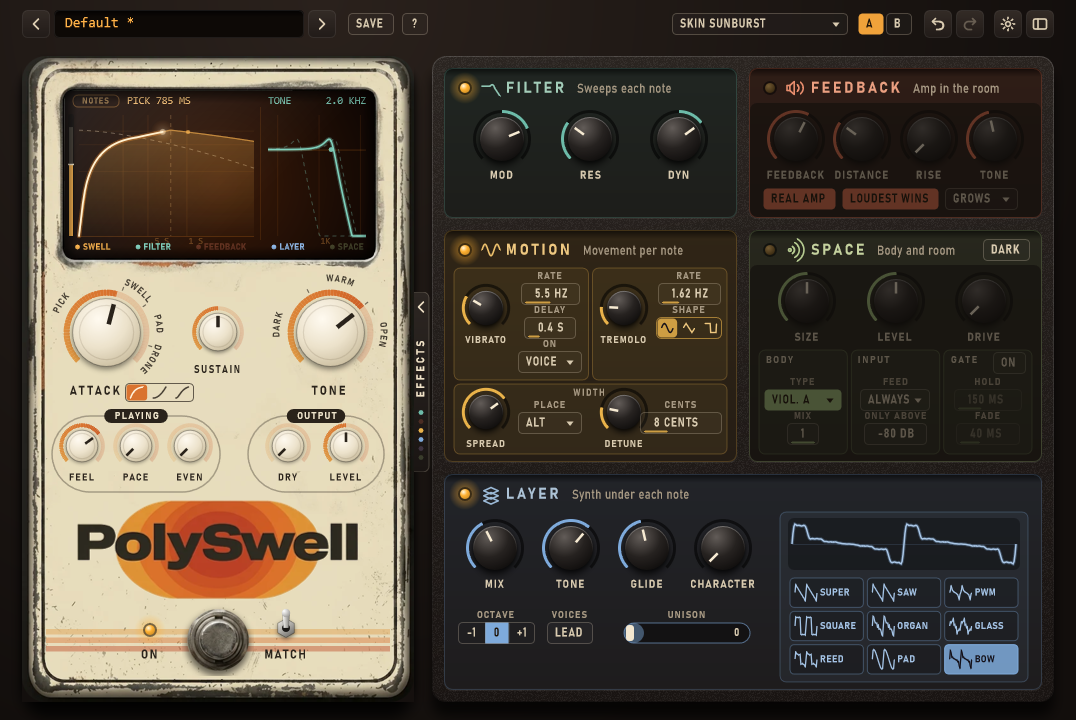 Default *
SAVE
?
SKIN SUNBURST
A
B
NOTES
PICK 785 MS
TONE
2.0 KHZ
1.5
1K
SWELL
FILTER
FEEDBACK
LAYER
SPACE
PICK
SWELL
PAD
DRONE
ATTACK
SUSTAIN
DARK
WARM
OPEN
TONE
PLAYING
FEEL
PACE
EVEN
OUTPUT
DRY
LEVEL
PolySwell
ON
MATCH
EFFECTS
FILTER
Sweeps each note
MOD
RES
DYN
FEEDBACK
Amp in the room
FEEDBACK
DISTANCE
RISE
TONE
REAL AMP
LOUDEST WINS
GROWS
MOTION
Movement per note
VIBRATO
RATE
5.5 HZ
DELAY
0.4 S
ON
VOICE
TREMOLO
RATE
1.62 HZ
SHAPE
SPREAD
PLACE
ALT
WIDTH
DETUNE
CENTS
8 CENTS
SPACE
Body and room
DARK
SIZE
LEVEL
DRIVE
BODY
TYPE
VIOL. A
MIX
1
INPUT
FEED
ALWAYS
ONLY ABOVE
-80 DB
GATE
ON
HOLD
150 MS
FADE
40 MS
LAYER
Synth under each note
MIX
TONE
GLIDE
CHARACTER
OCTAVE
-1
0
+1
VOICES
LEAD
UNISON
0
SUPER
SAW
PWM
SQUARE
ORGAN
GLASS
REED
PAD
BOW